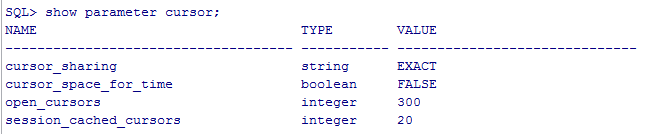 SQL> show parameter cursor;
NAME                                 TYPE        VALUE
------------------------------------ ----------- ------------------------------
cursor_sharing                       string      EXACT
cursor_space_for_time                boolean     FALSE
open_cursors                         integer     300
session_cached_cursors               integer     20